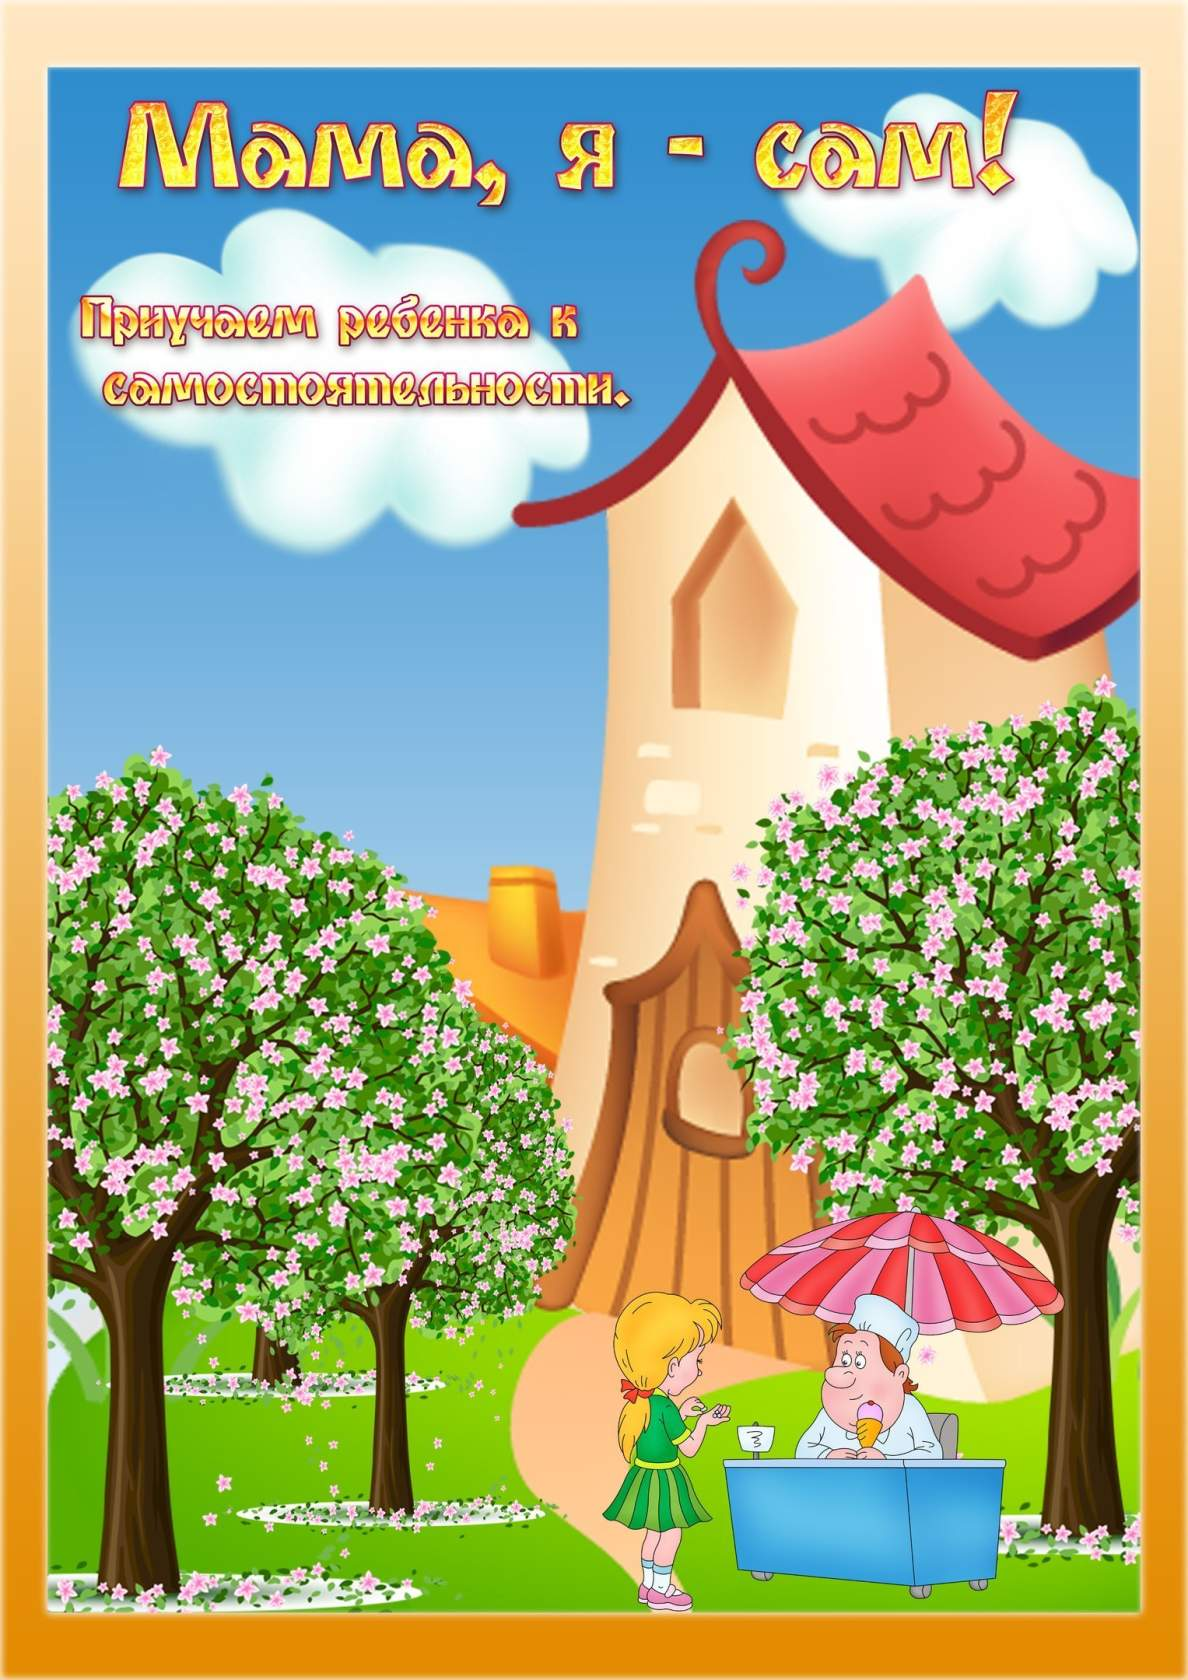 Мама, я - сам!
Приучаем ребенка к
самостоятельности.